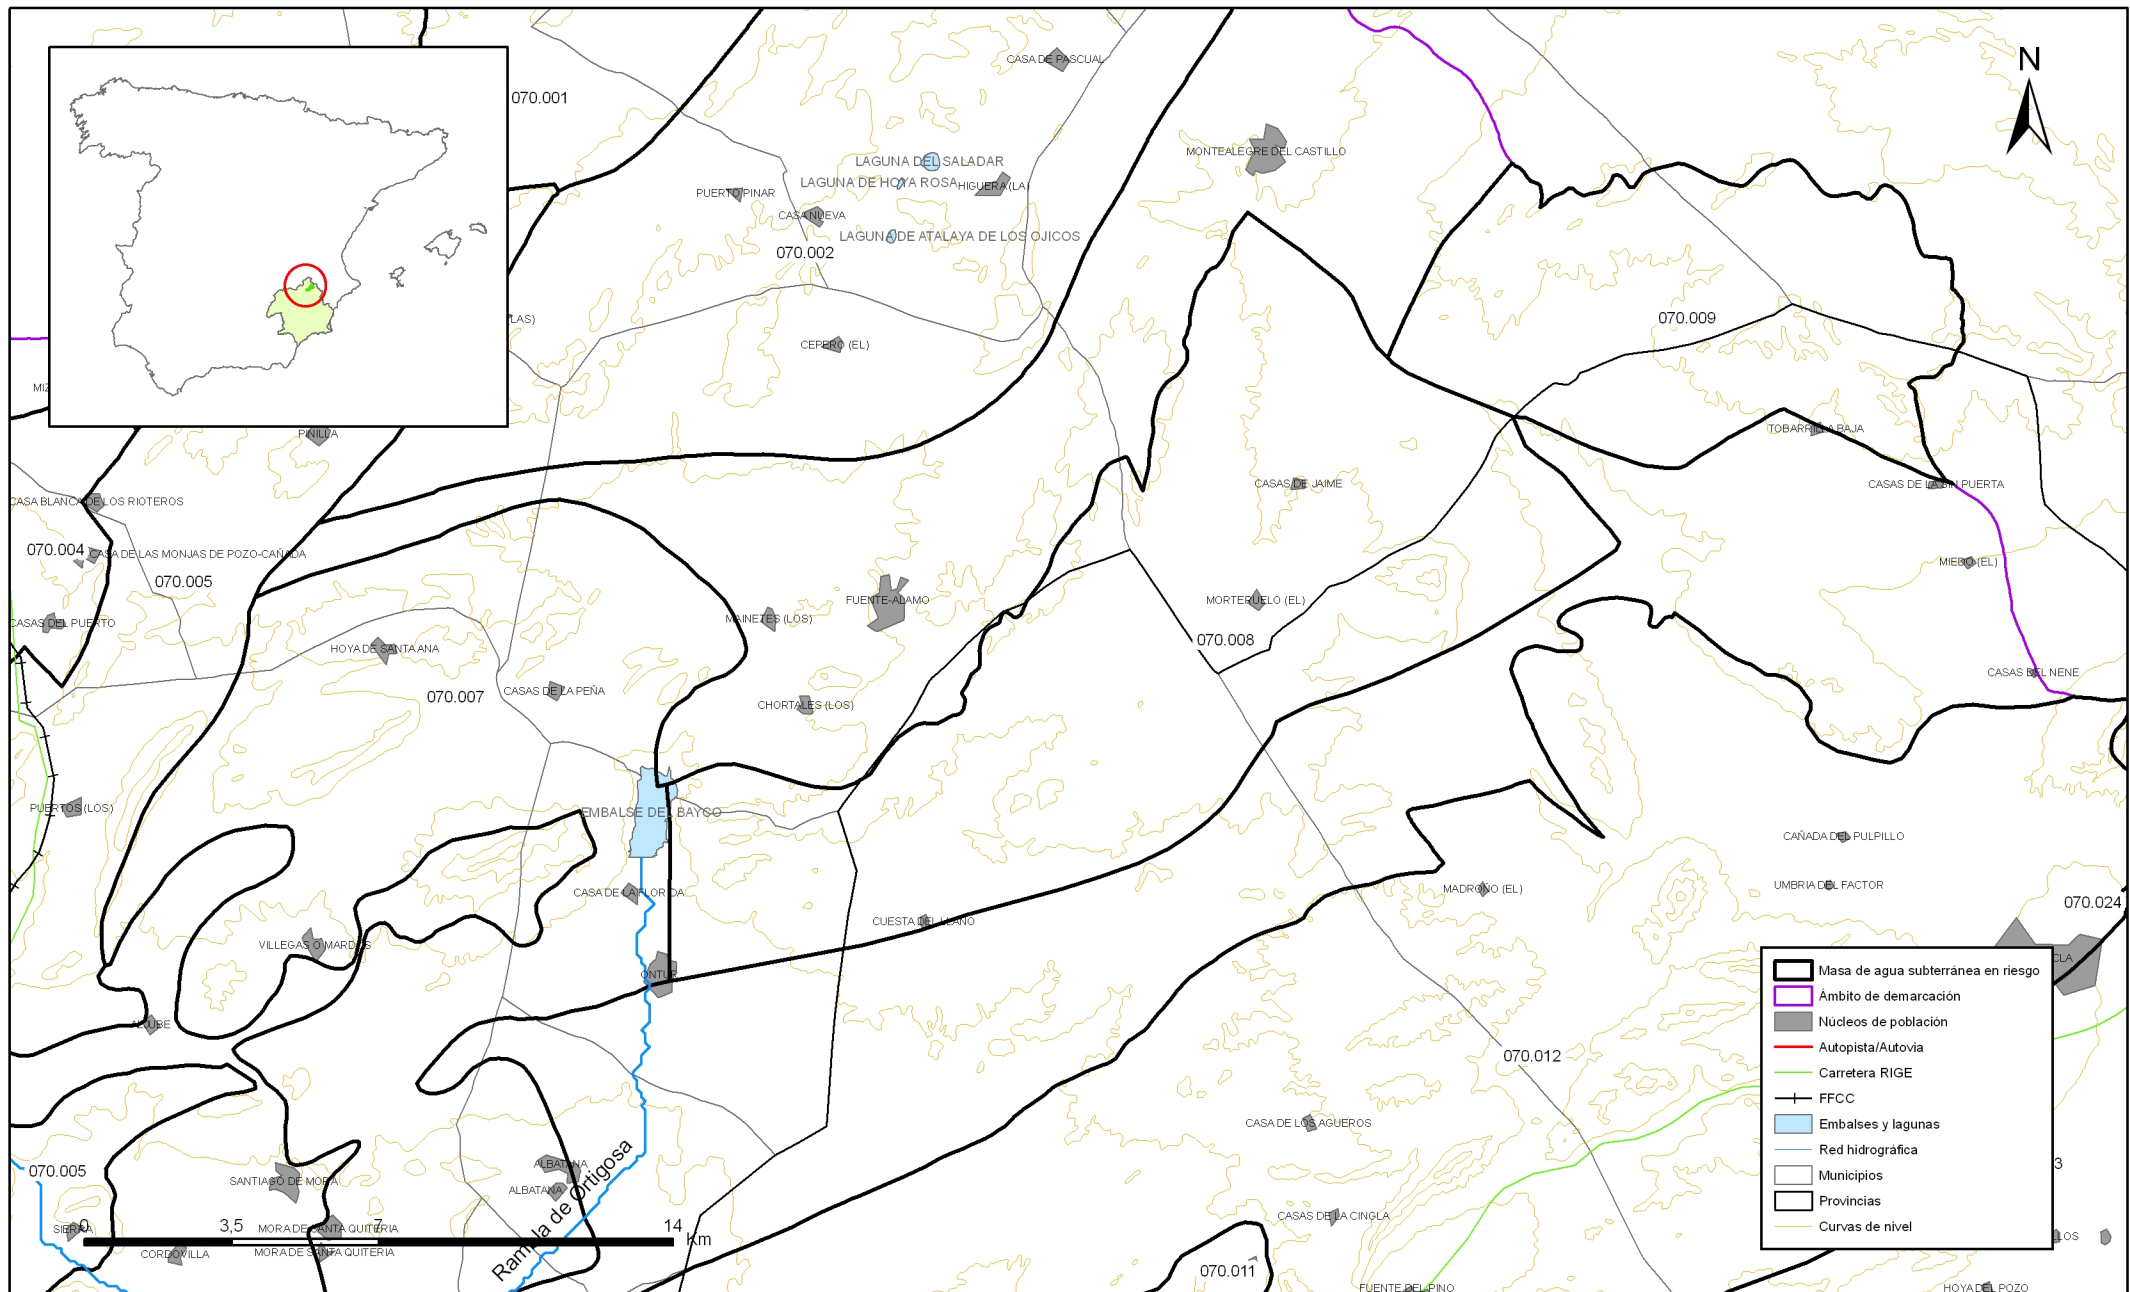 N
CASA DE PASCUAL
070.001
MONTEALEGRE DEL CASTILLO
LAGUNA DEL SALADAR
LAGUNA DE HOYA ROSA
HIGUERA (LA)
PUERTO PINAR
CASA NUEVA
LAGUNA DE ATALAYA DE LOS OJICOS
070.002
LAS)
070.009
CEPERO (EL)
MIZ
PINILLA
TOBARRILLA BAJA
CASAS DE JAIME
CASAS DE LA SIN PUERTA
CASA BLANCA DE LOS RIOTEROS
070.004
CASA DE LAS MONJAS DE POZO-CAÑADA
070.005
MIEDO (EL)
FUENTE-ALAMO
MORTERUELO (EL)
MAINETES (LOS)
CASAS DEL PUERTO
070.008
HOYA DE SANTA ANA
CASAS DEL NENE
070.007
CASAS DE LA PEÑA
CHORTALES (LOS)
PUERTOS (LOS)
EMBALSE DEL BAYCO
CAÑADA DEL PULPILLO
UMBRIA DEL FACTOR
MADROÑO (EL)
CASA DE LA FLORIDA
070.024
CUESTA DEL LLANO
VILLEGAS O MARDOS
CLA
ONTUR
ALJUBE
070.012
CASA DE LOS AGUEROS
ALBATANA
3
070.005
SANTIAGO DE MORA
ALBATANA
Rambla de Ortigosa
CASAS DE LA CINGLA
SIERRA
MORA DE SANTA QUITERIA
MORA DE SANTA QUITERIA
CORDOVILLA
LOS
070.011
FUENTE DEL PINO
HOYA DEL POZO
0 3,5 7 14
Km
Masa de agua subterránea en riesgo
Ámbito de demarcación
Núcleos de población
Autopista/Autovia
Carretera RIGE
FFCC
Embalses y lagunas
Red hidrográfica
Municipios
Provincias
Curvas de nivel